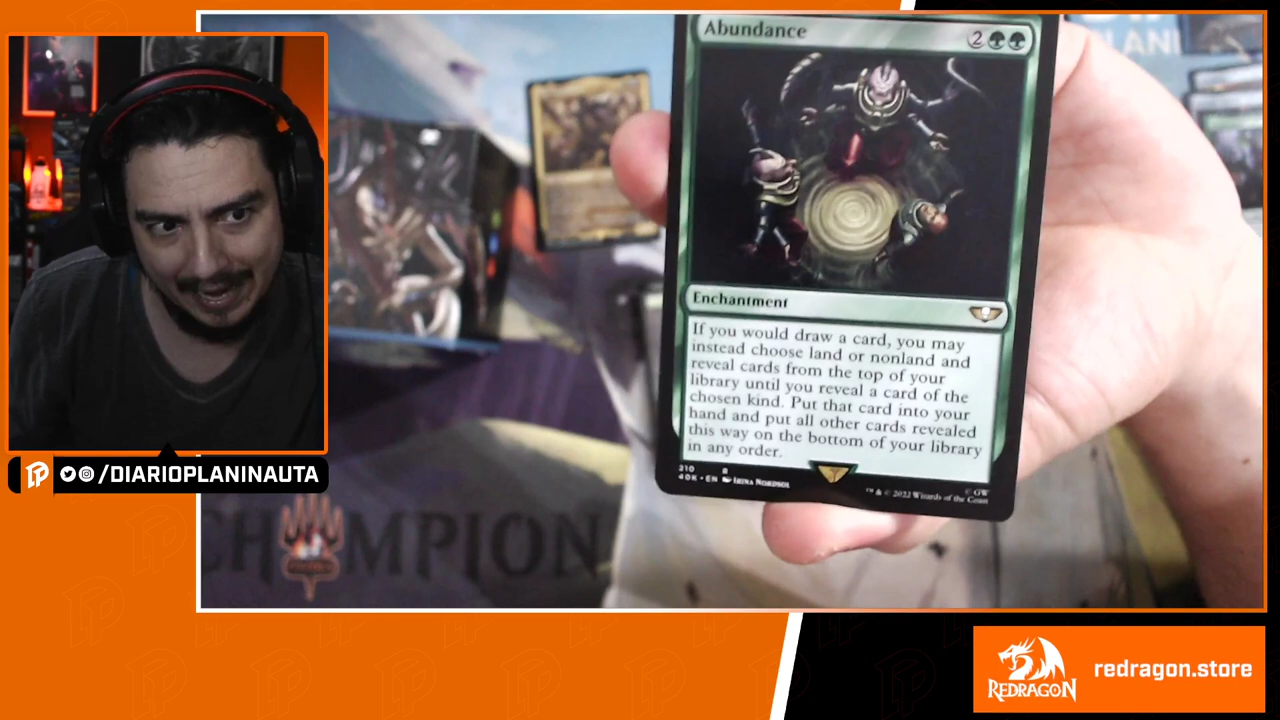 Abundance
2
Enchantment
If you would draw a card, you may
instead choose land or nonland and
reveal cards from the top of your
library until you reveal a card of the
chosen kind. Put that card into your
hand and put all other cards revealed
this way on the bottom of your library
in any order.
210 R
40K • EN Irina Nordsol
™ & © 2022 Wizards of the Coast
© GW
/DIARIOPLANINAUTA
CHAMPION
PLANI
REDRAGON
redragon.store